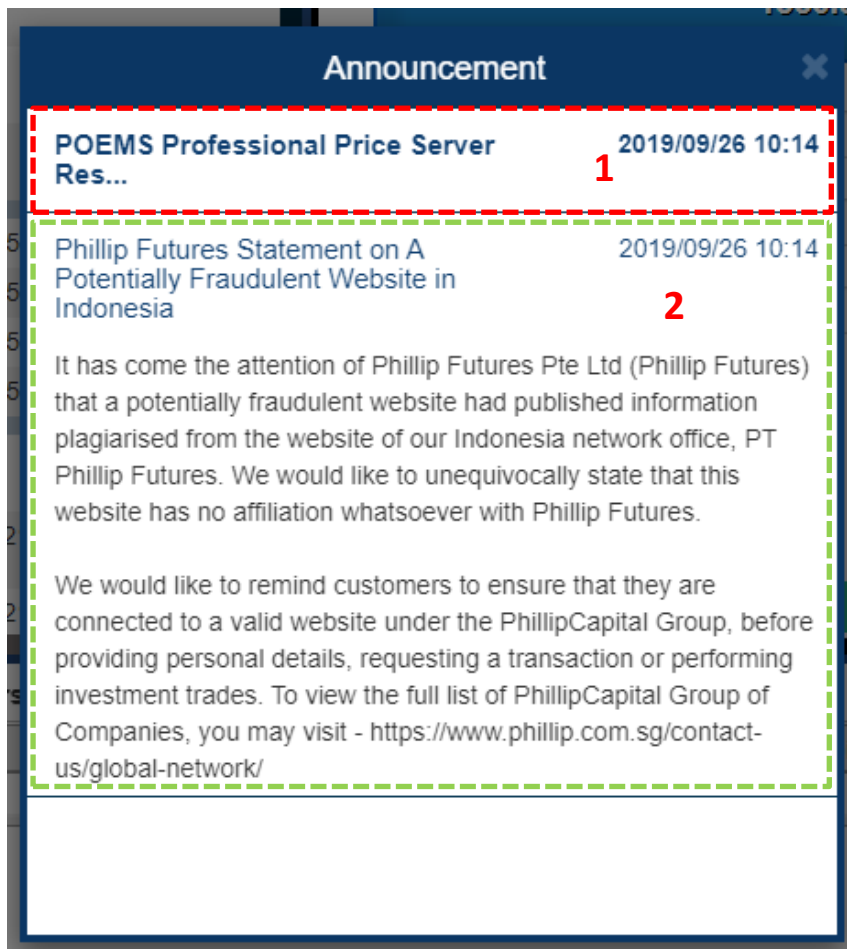 Announcement
POEMS Professional Price Server 2019/09/26 10:14
Res...
1
Phillip Futures Statement on A 2019/09/26 10:14
Potentially Fraudulent Website in
Indonesia
2
It has come the attention of Phillip Futures Pte Ltd (Phillip Futures)
that a potentially fraudulent website had published information
plagiarised from the website of our Indonesia network office, PT
Phillip Futures. We would like to unequivocally state that this
website has no affiliation whatsoever with Phillip Futures.
We would like to remind customers to ensure that they are
connected to a valid website under the PhillipCapital Group, before
providing personal details, requesting a transaction or performing
investment trades. To view the full list of PhillipCapital Group of
Companies, you may visit - https://www.phillip.com.sg/contact-
us/global-network/